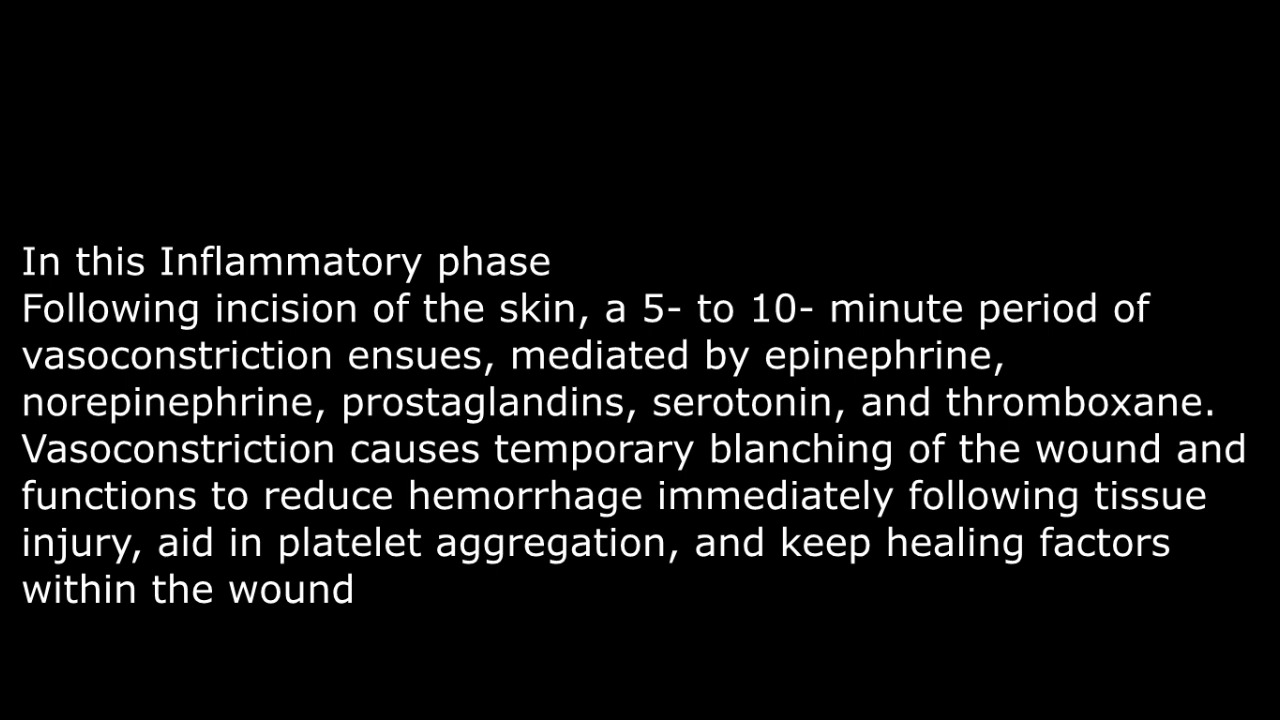 In this Inflammatory phase
Following incision of the skin, a 5- to 10- minute period of
vasoconstriction ensues, mediated by epinephrine,
norepinephrine, prostaglandins, serotonin, and thromboxane.
Vasoconstriction causes temporary blanching of the wound and
functions to reduce hemorrhage immediately following tissue
injury, aid in platelet aggregation, and keep healing factors
within the wound